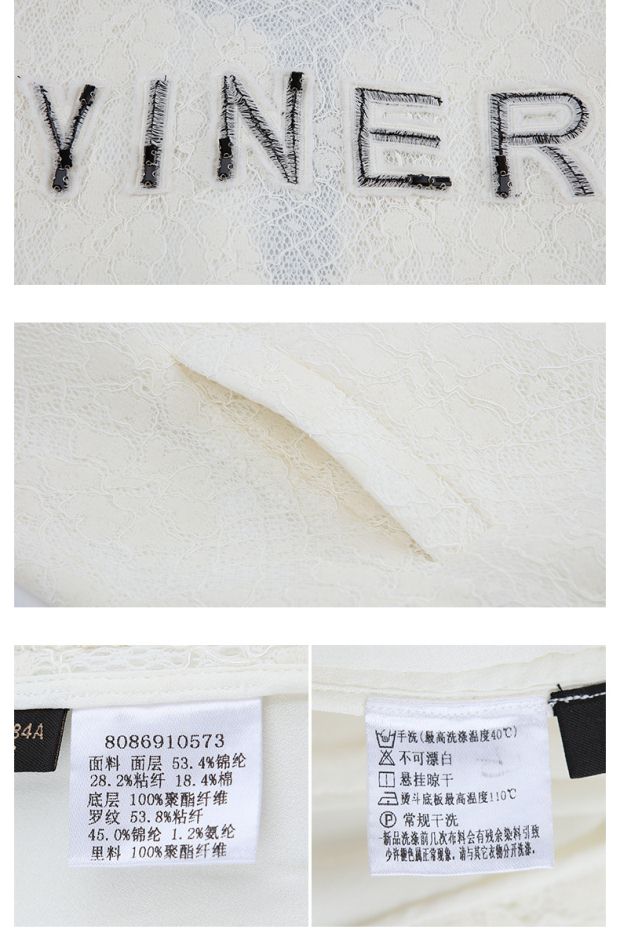 YINER
84A
8086910573
面料 面层 53.4%锦纶
28.2%粘纤 18.4%棉
底层 100%聚酯纤维
罗纹 53.8%粘纤
45.0%锦纶 1.2%氨纶
里料 100%聚酯纤维
手洗(最高洗涤温度40℃)
不可漂白
悬挂晾干
熨斗底板最高温度110℃
Ⓟ 常规干洗
新品洗涤前几次布料会有残余染料引致
少许褪色属正常现象，请与其它衣物分开洗涤。